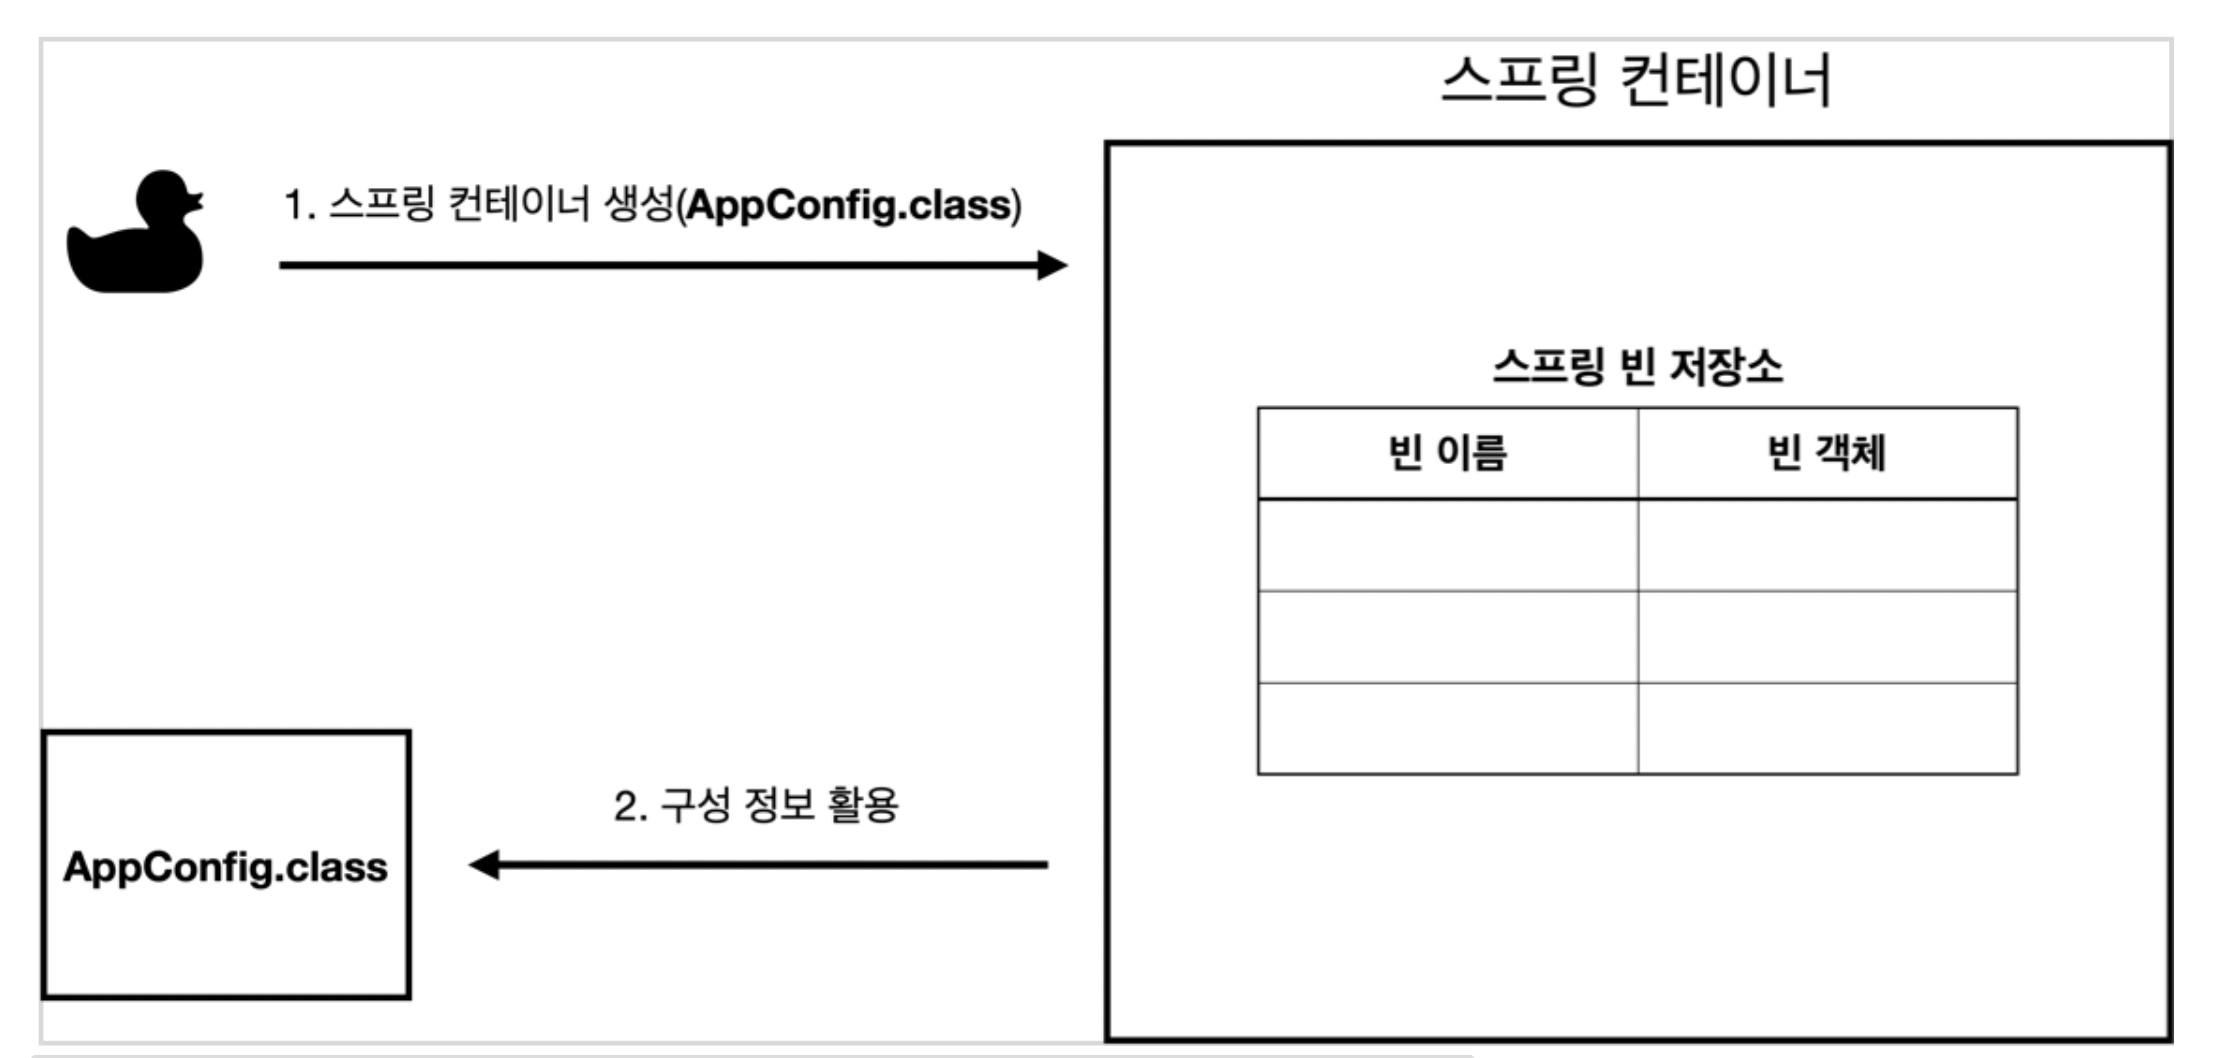 스프링 컨테이너
1. 스프링 컨테이너 생성(AppConfig.class)
스프링 빈 저장소
빈 이름 빈 객체
2. 구성 정보 활용
AppConfig.class